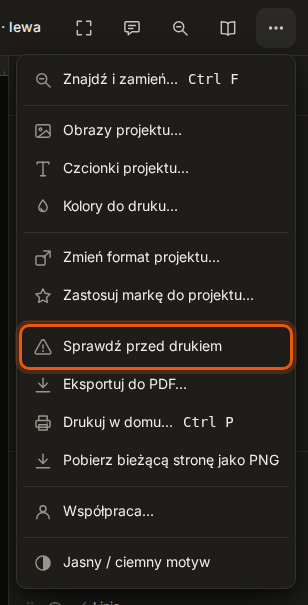 · lewa
Znajdź i zamień... Ctrl F
Obrazy projektu...
Czcionki projektu...
Kolory do druku...
Zmień format projektu...
Zastosuj markę do projektu...
Sprawdź przed drukiem
Eksportuj do PDF...
Drukuj w domu... Ctrl P
Pobierz bieżącą stronę jako PNG
Współpraca...
Jasny / ciemny motyw